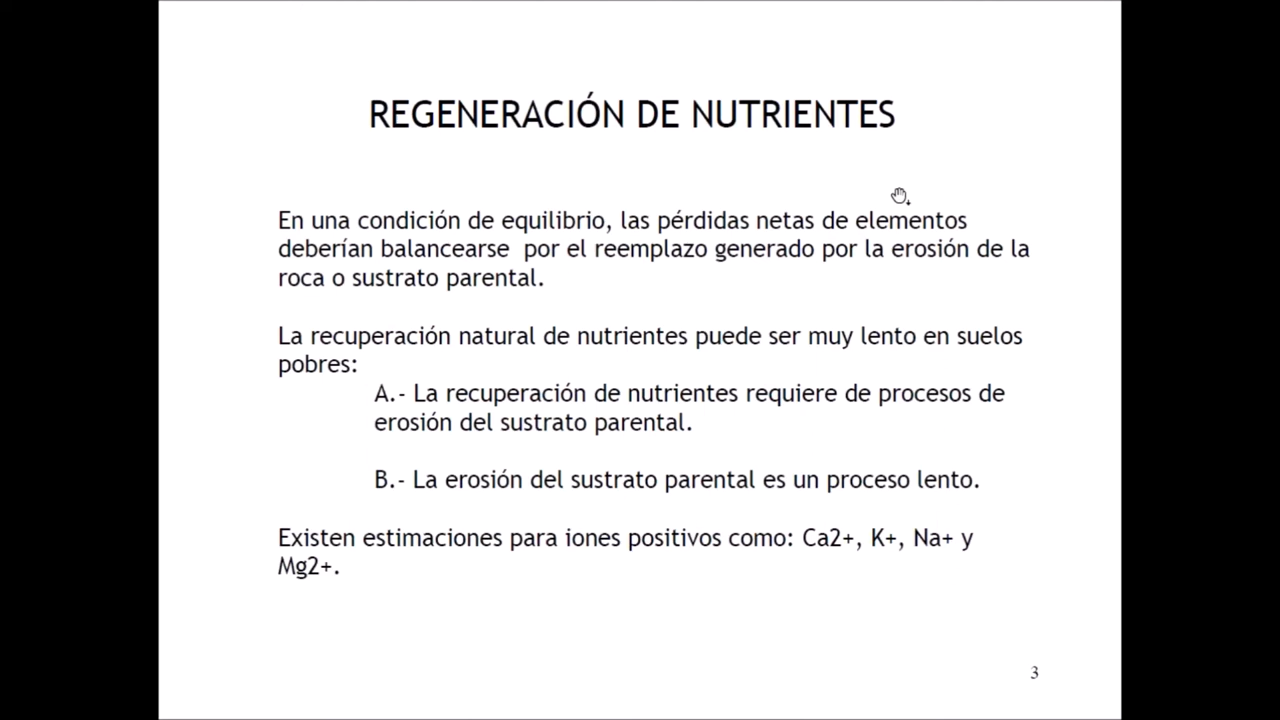 REGENERACIÓN DE NUTRIENTES
En una condición de equilibrio, las pérdidas netas de elementos
deberían balancearse  por el reemplazo generado por la erosión de la
roca o sustrato parental.
La recuperación natural de nutrientes puede ser muy lento en suelos
pobres:
A.- La recuperación de nutrientes requiere de procesos de
erosión del sustrato parental.
B.- La erosión del sustrato parental es un proceso lento.
Existen estimaciones para iones positivos como: Ca2+, K+, Na+ y
Mg2+.
3